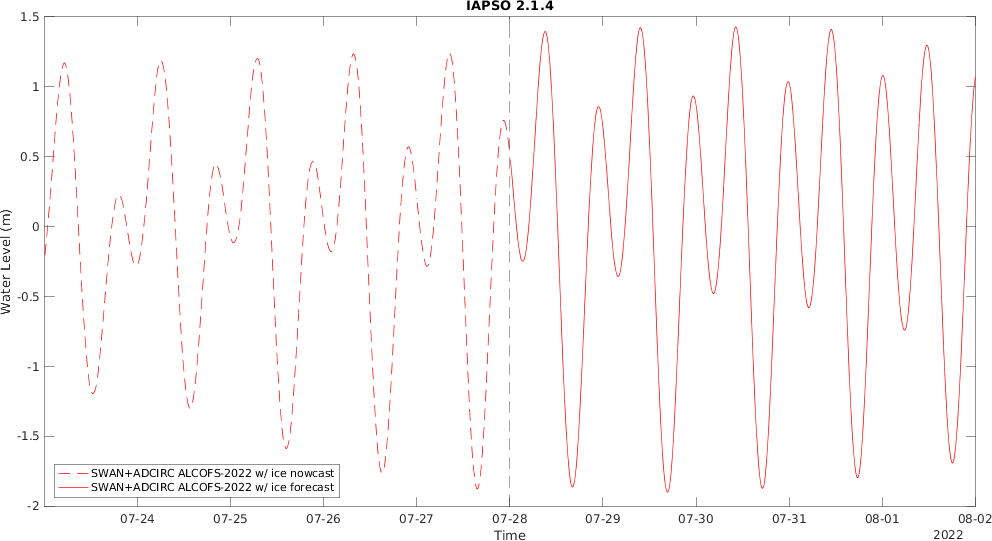 IAPSO 2.1.4
1.5
1
0.5
0
-0.5
-1
-1.5
-2
Water Level (m)
SWAN+ADCIRC ALCOFS-2022 w/ ice nowcast
SWAN+ADCIRC ALCOFS-2022 w/ ice forecast
07-24 07-25 07-26 07-27 07-28 07-29 07-30 07-31 08-01 08-02
Time
2022